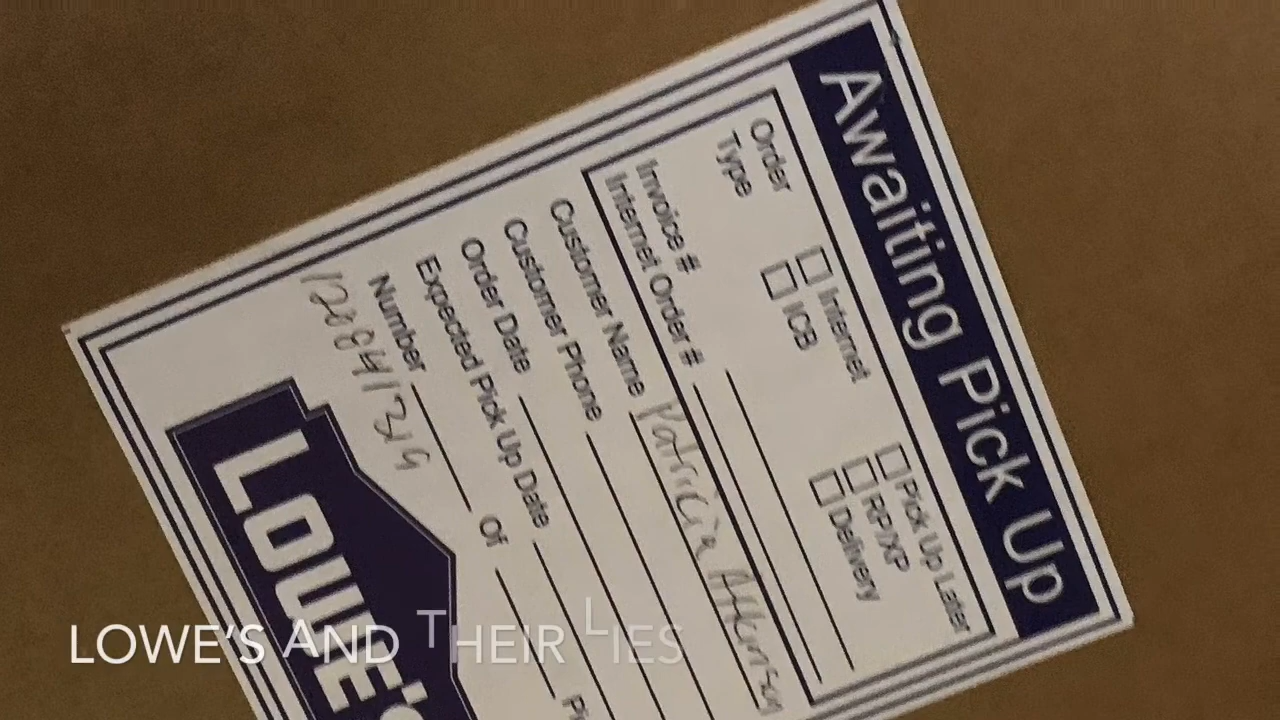 Awaiting Pick Up
Order Type
Internet
ICB
Pick Up Later
RP/XP
Delivery
Invoice #
Internet Order #
Customer Name Patricia
Customer Phone
Order Date
Expected Pick Up Date
Number Of
LOWE'S
LOWE'S AND THEIR LIES